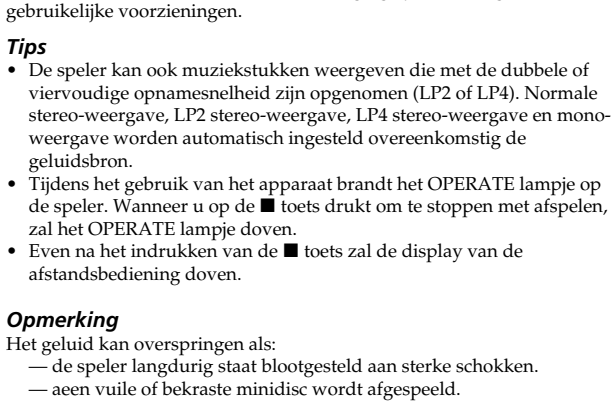 gebruikelijke voorzieningen.
Tips
• De speler kan ook muziekstukken weergeven die met de dubbele of
viervoudige opnamesnelheid zijn opgenomen (LP2 of LP4). Normale
stereo-weergave, LP2 stereo-weergave, LP4 stereo-weergave en mono-
weergave worden automatisch ingesteld overeenkomstig de
geluidsbron.
• Tijdens het gebruik van het apparaat brandt het OPERATE lampje op
de speler. Wanneer u op de ■ toets drukt om te stoppen met afspelen,
zal het OPERATE lampje doven.
• Even na het indrukken van de ■ toets zal de display van de
afstandsbediening doven.
Opmerking
Het geluid kan overspringen als:
— de speler langdurig staat blootgesteld aan sterke schokken.
— aeen vuile of bekraste minidisc wordt afgespeeld.